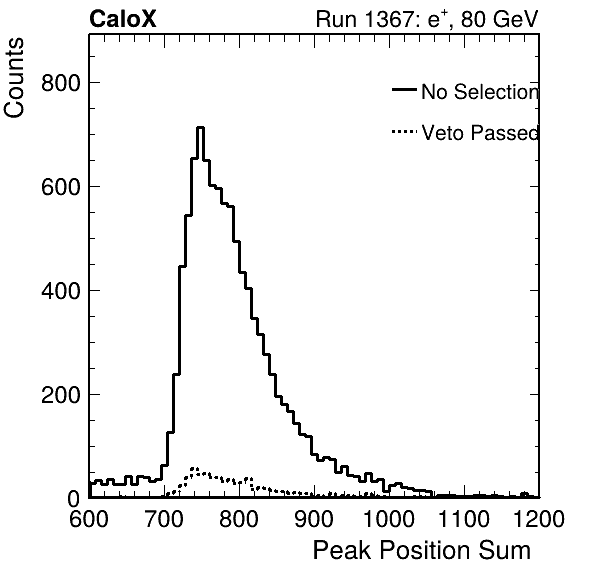 CaloX Run 1367: e⁺, 80 GeV
Counts
No Selection
Veto Passed
800
600
400
200
0
600 700 800 900 1000 1100 1200
Peak Position Sum